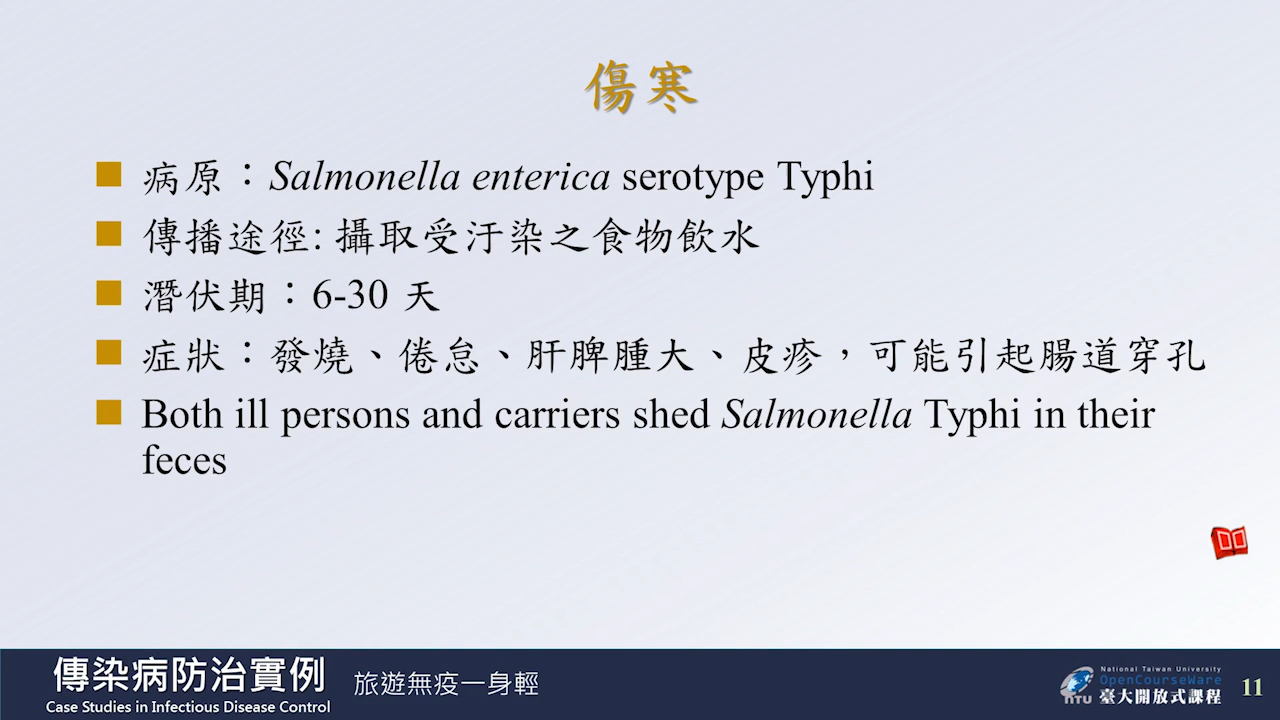 傷寒
病原：Salmonella enterica serotype Typhi
傳播途徑: 攝取受汙染之食物飲水
潛伏期：6-30 天
症狀：發燒、倦怠、肝脾腫大、皮疹，可能引起腸道穿孔
Both ill persons and carriers shed Salmonella Typhi in their
feces
傳染病防治實例 旅遊無疫一身輕
Case Studies in Infectious Disease Control
National Taiwan University
OpenCourseWare
NTU 臺大開放式課程
11